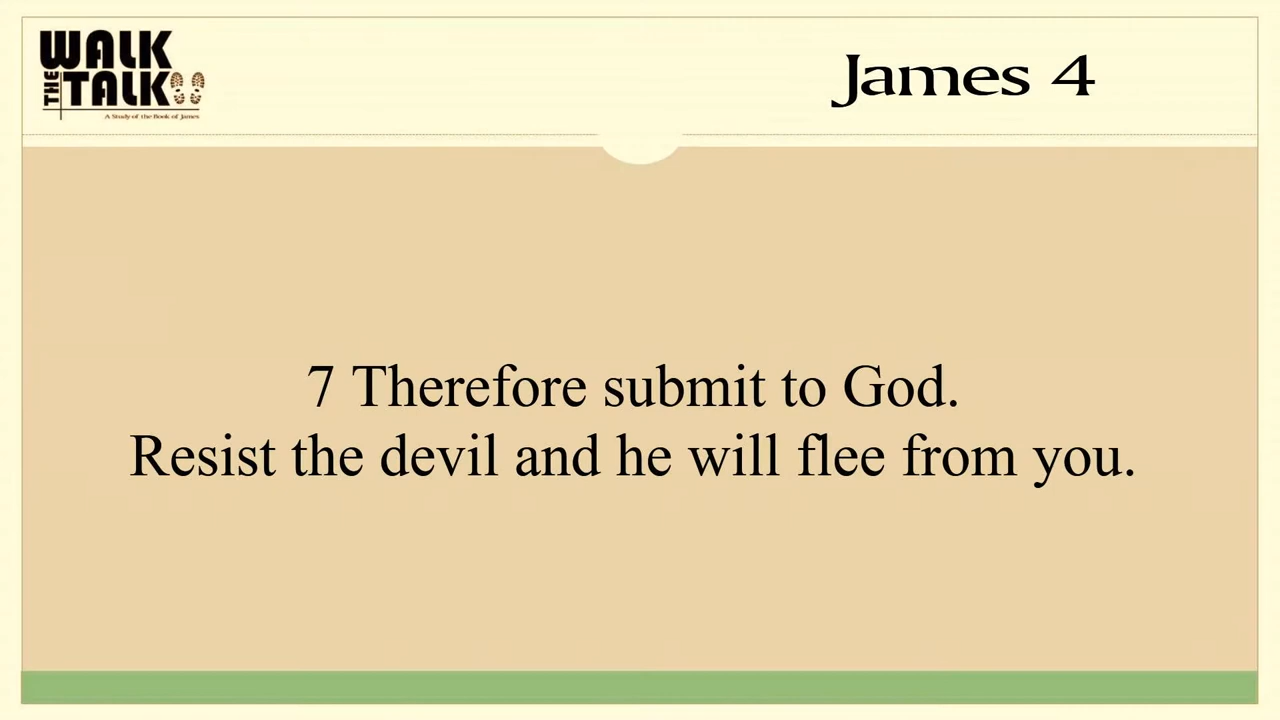 WALK
THE TALK
A Study of the Book of James
James 4
7 Therefore submit to God.
Resist the devil and he will flee from you.